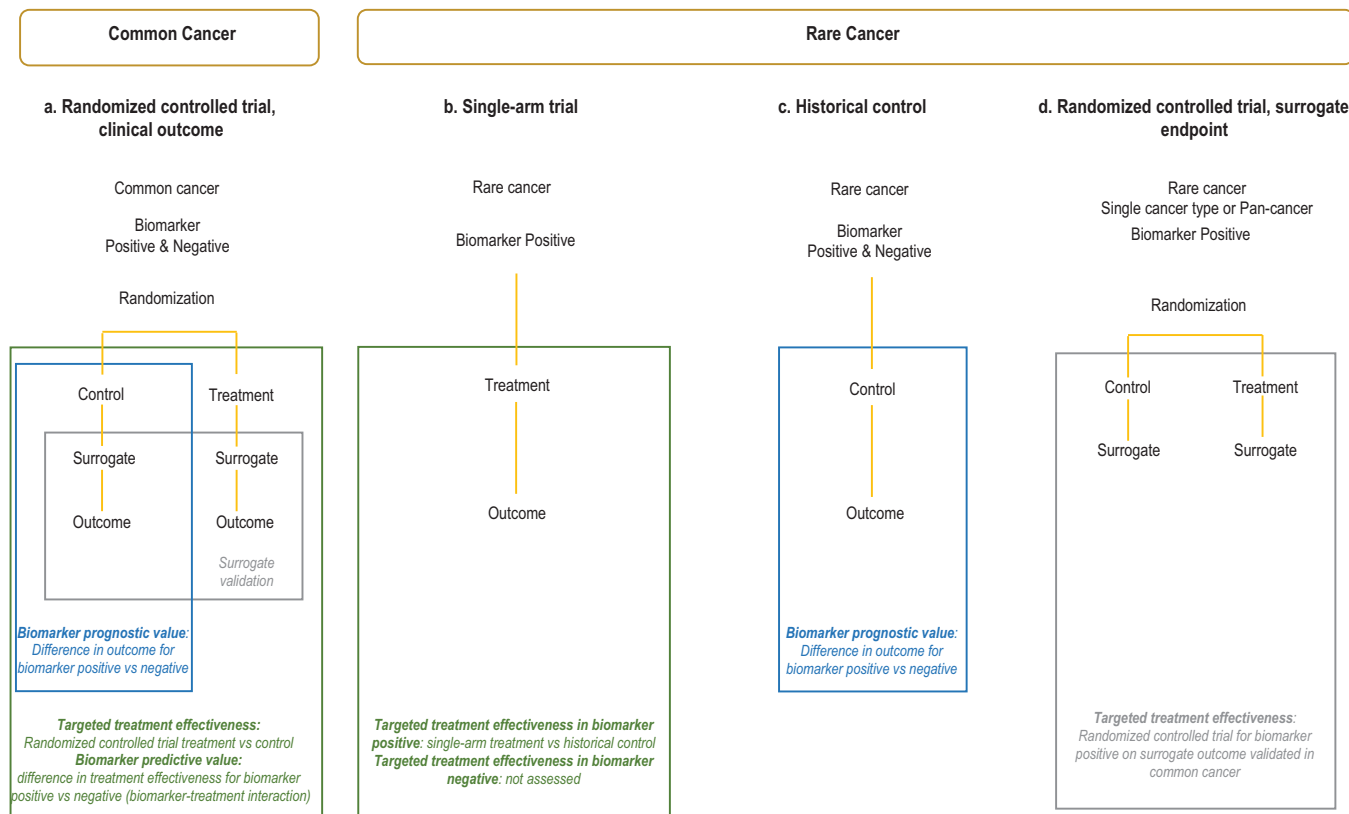 Common Cancer
Rare Cancer
a. Randomized controlled trial,
clinical outcome
Common cancer
Biomarker
Positive & Negative
Randomization
Control
Treatment
Surrogate
Surrogate
Outcome
Outcome
Surrogate
validation
Biomarker prognostic value:
Difference in outcome for
biomarker positive vs negative
Targeted treatment effectiveness:
Randomized controlled trial treatment vs control
Biomarker predictive value:
difference in treatment effectiveness for biomarker
positive vs negative (biomarker-treatment interaction)
b. Single-arm trial
Rare cancer
Biomarker Positive
Treatment
Outcome
Targeted treatment effectiveness in biomarker
positive: single-arm treatment vs historical control
Targeted treatment effectiveness in biomarker
negative: not assessed
c. Historical control
Rare cancer
Biomarker
Positive & Negative
Control
Outcome
Biomarker prognostic value:
Difference in outcome for
biomarker positive vs negative
d. Randomized controlled trial, surrogate
endpoint
Rare cancer
Single cancer type or Pan-cancer
Biomarker Positive
Randomization
Control
Treatment
Surrogate
Surrogate
Targeted treatment effectiveness:
Randomized controlled trial for biomarker
positive on surrogate outcome validated in
common cancer